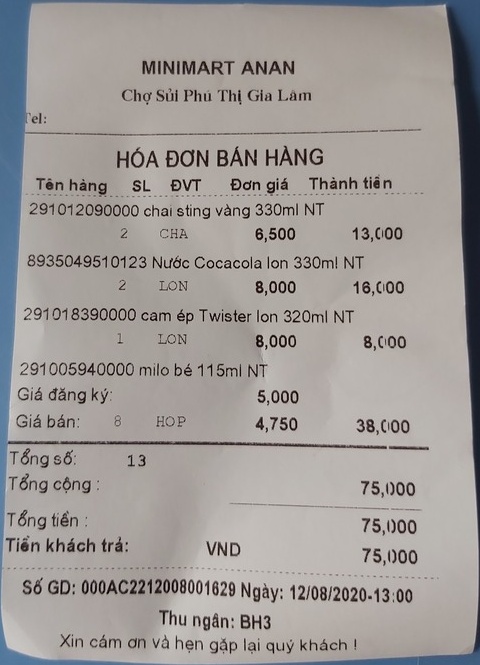 MINIMART ANAN
Chợ Sủi Phú Thị Gia Lâm
Tel:
HÓA ĐƠN BÁN HÀNG
Tên hàng SL ĐVT Đơn giá Thành tiền
291012090000 chai sting vàng 330ml NT
2 CHA 6,500 13,000
8935049510123 Nước Cocacola lon 330ml NT
2 LON 8,000 16,000
291018390000 cam ép Twister lon 320ml NT
1 LON 8,000 8,000
291005940000 milo bé 115ml NT
Giá đăng ký: 5,000
Giá bán: 8 HOP 4,750 38,000
Tổng số: 13
Tổng cộng : 75,000
Tổng tiền : 75,000
Tiền khách trả: VND 75,000
Số GD: 000AC2212008001629 Ngày: 12/08/2020-13:00
Thu ngân: BH3
Xin cám ơn và hẹn gặp lại quý khách !